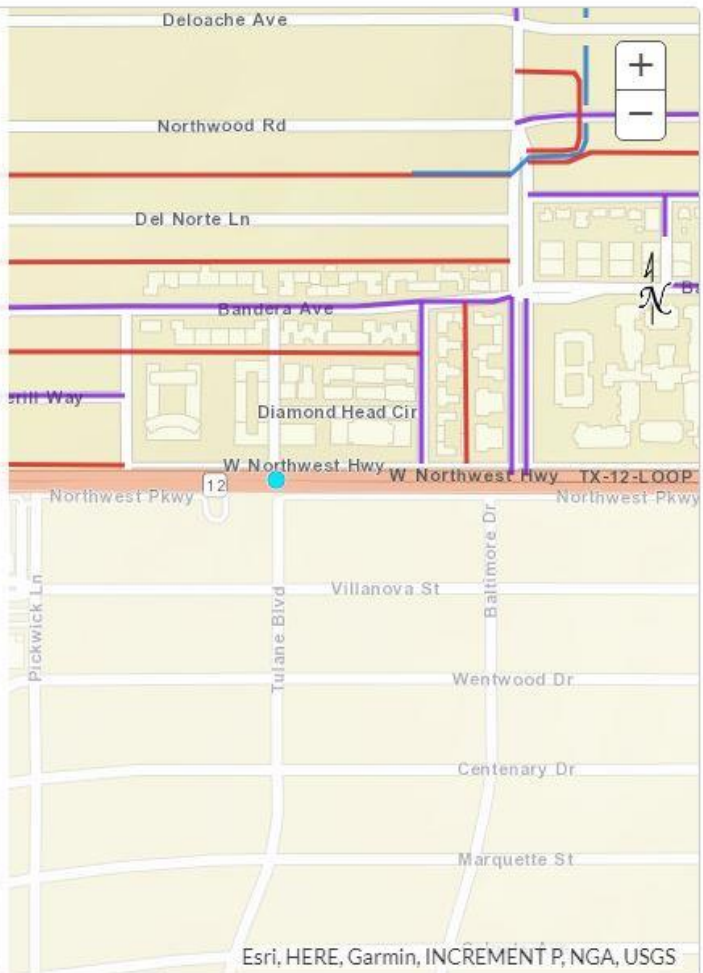 Deloache Ave
+
−
Northwood Rd
Del Norte Ln
N
Bandera Ave
erill Way
Diamond Head Cir
W Northwest Hwy
W Northwest Hwy
TX-12-LOOP
12
Northwest Pkwy
Northwest Pkwy
Baltimore Dr
Villanova St
Pickwick Ln
Tulane Blvd
Wentwood Dr
Centenary Dr
Marquette St
Esri, HERE, Garmin, INCREMENT P, NGA, USGS